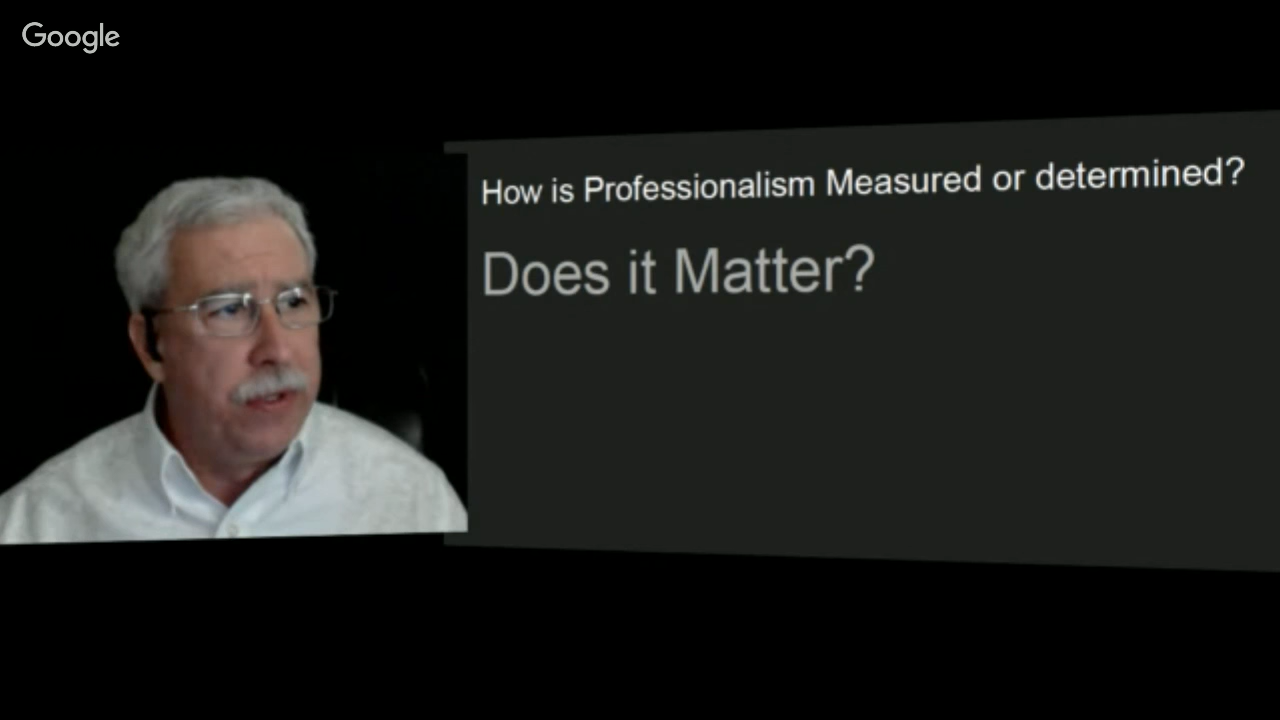 Google
How is Professionalism Measured or determined?
Does it Matter?